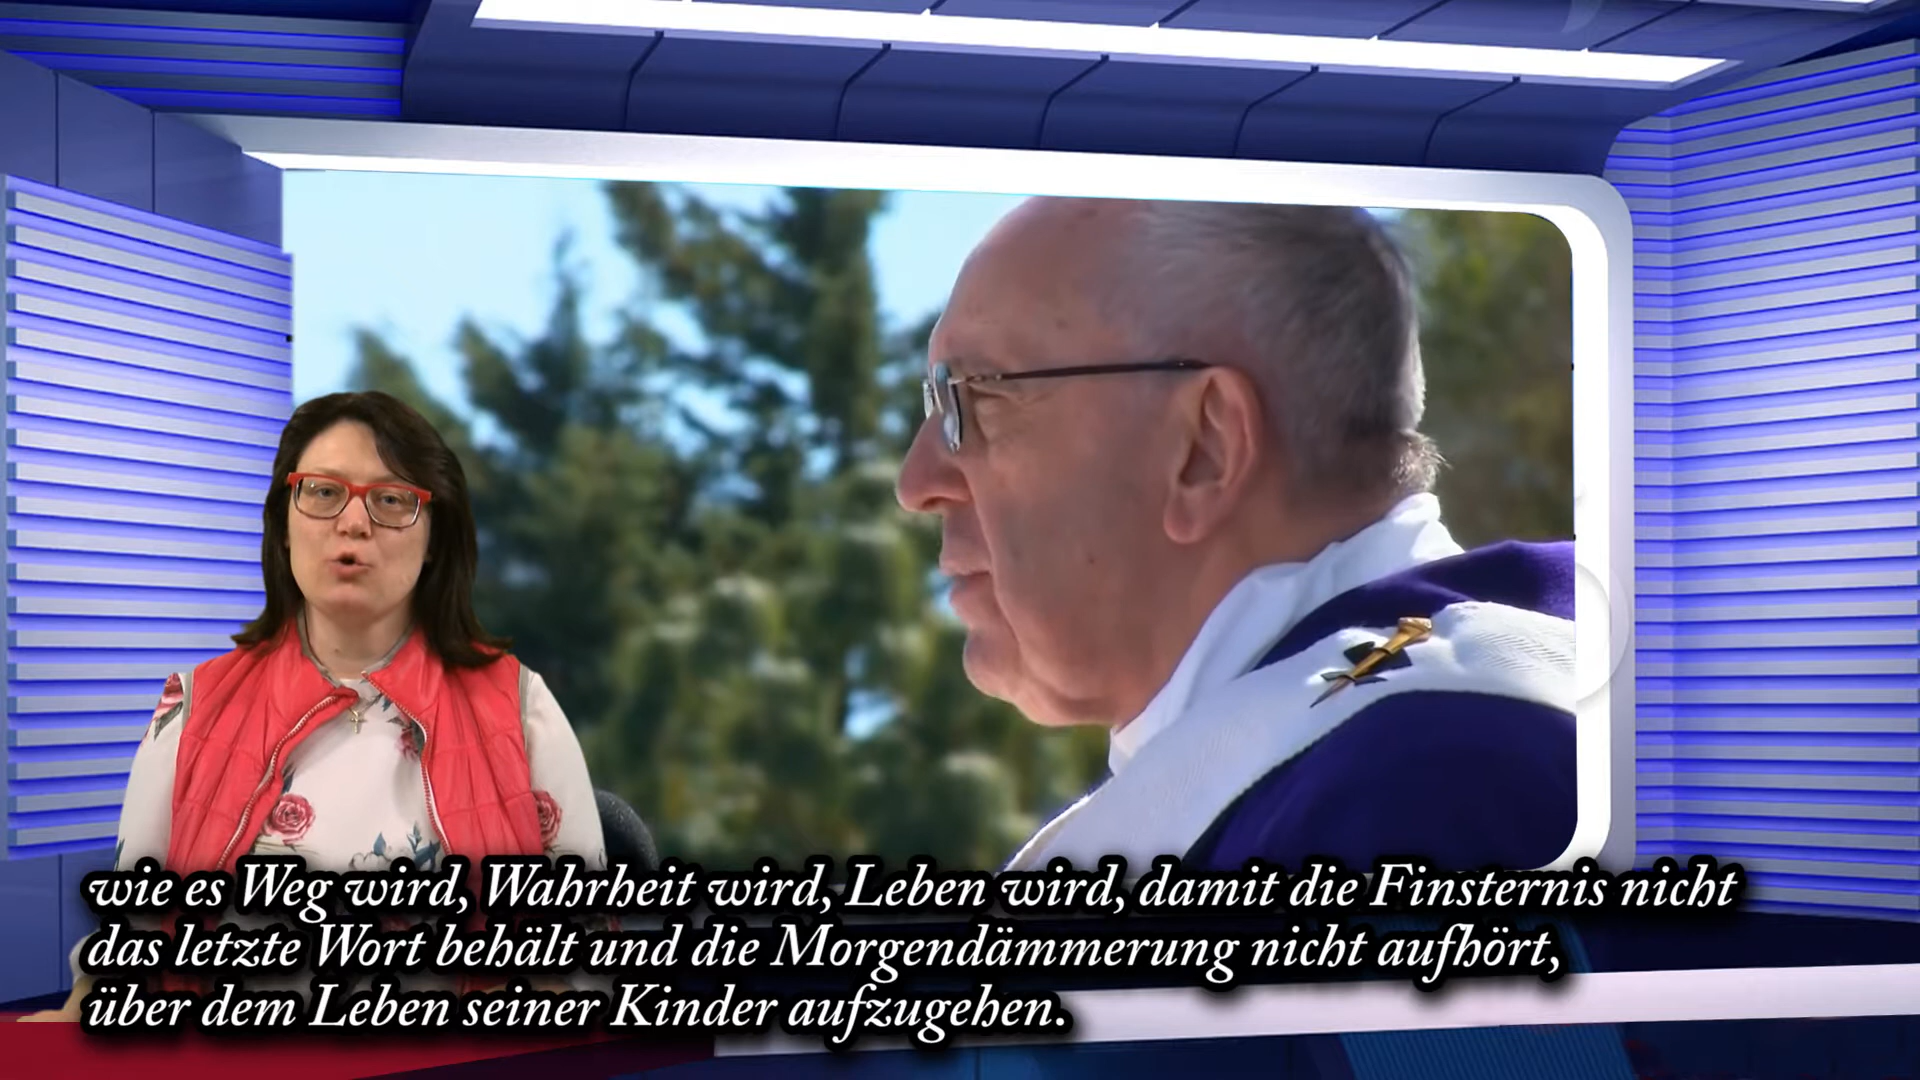 wie es Weg wird, Wahrheit wird, Leben wird, damit die Finsternis nicht
das letzte Wort behält und die Morgendämmerung nicht aufhört,
über dem Leben seiner Kinder aufzugehen.